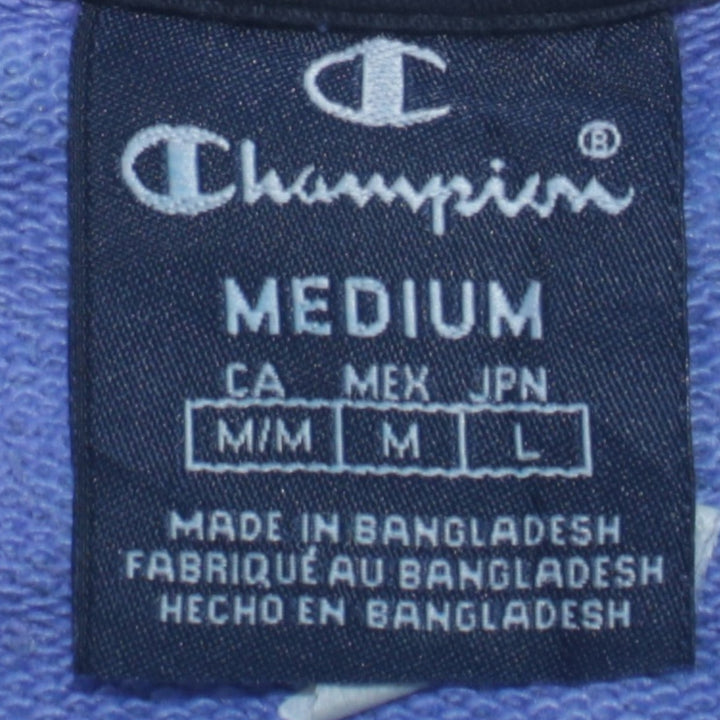 Champion®
MEDIUM
CA MEX JPN
M/M M L
MADE IN BANGLADESH
FABRIQUÉ AU BANGLADESH
HECHO EN BANGLADESH